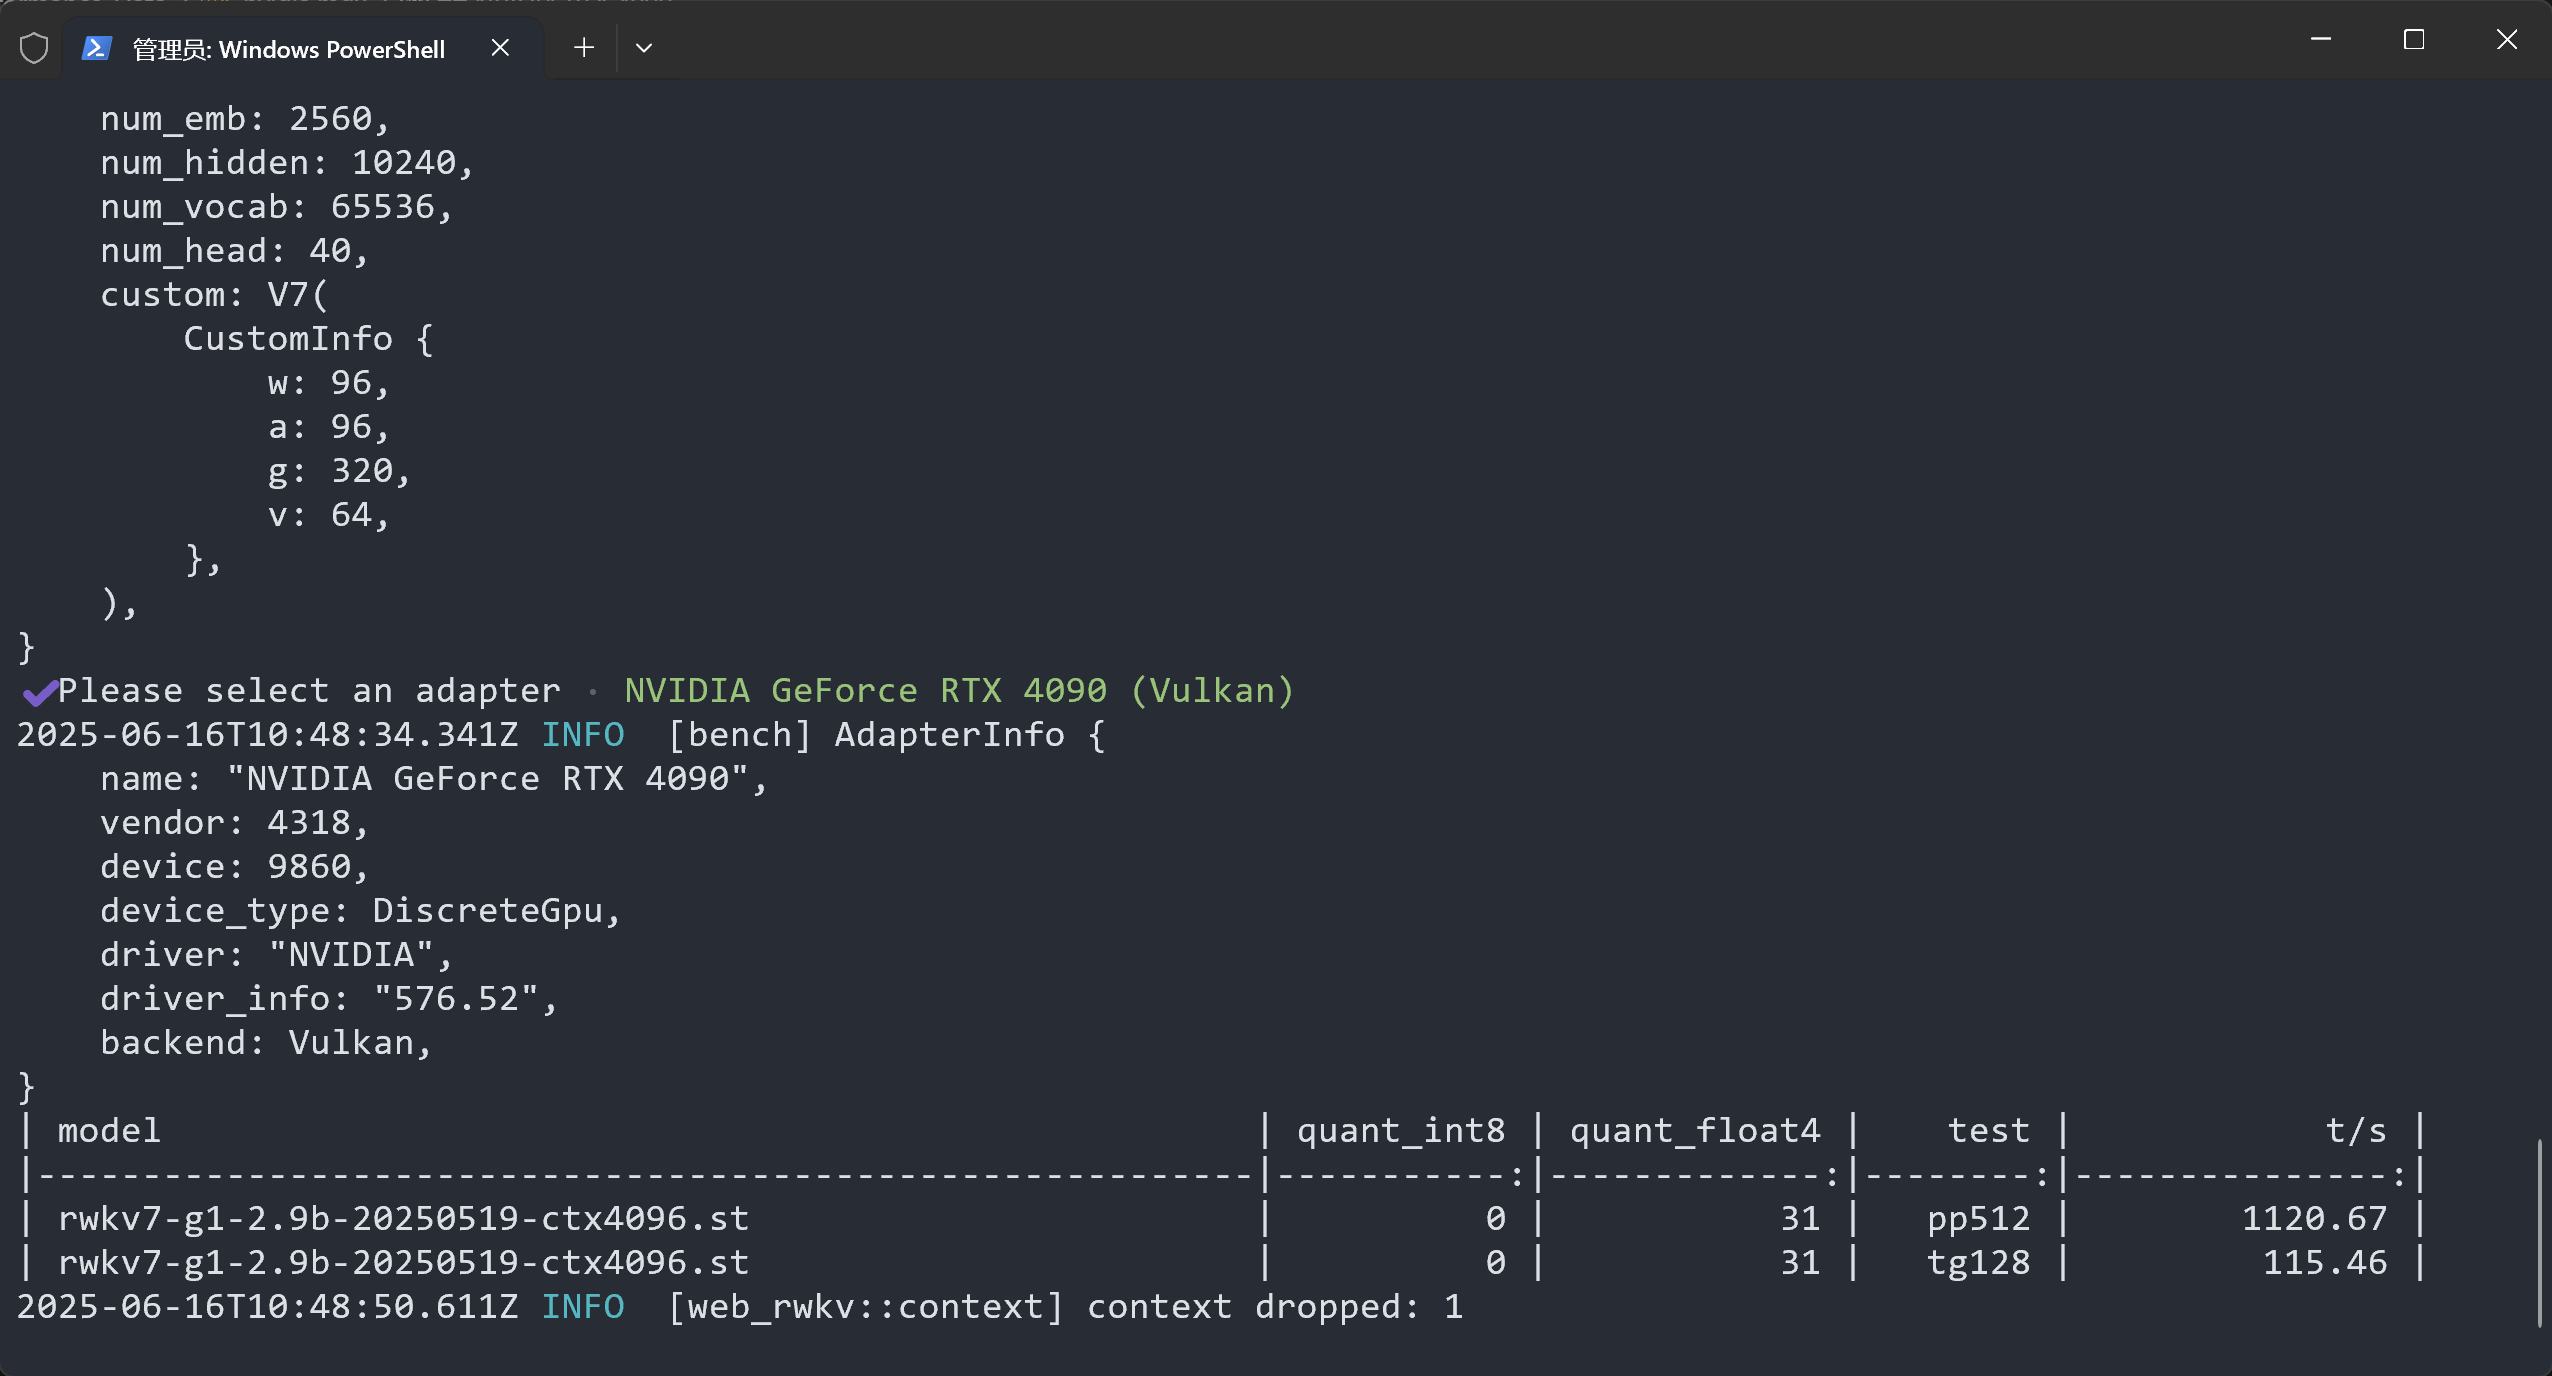 管理员: Windows PowerShell
    num_emb: 2560,
    num_hidden: 10240,
    num_vocab: 65536,
    num_head: 40,
    custom: V7(
        CustomInfo {
            w: 96,
            a: 96,
            g: 320,
            v: 64,
        },
    ),
}
✔Please select an adapter · NVIDIA GeForce RTX 4090 (Vulkan)
2025-06-16T10:48:34.341Z INFO  [bench] AdapterInfo {
    name: "NVIDIA GeForce RTX 4090",
    vendor: 4318,
    device: 9860,
    device_type: DiscreteGpu,
    driver: "NVIDIA",
    driver_info: "576.52",
    backend: Vulkan,
}
| model                                                    | quant_int8 | quant_float4 |    test |            t/s |
|----------------------------------------------------------|-----------:|-------------:|--------:|---------------:|
| rwkv7-g1-2.9b-20250519-ctx4096.st                        |          0 |           31 |   pp512 |        1120.67 |
| rwkv7-g1-2.9b-20250519-ctx4096.st                        |          0 |           31 |   tg128 |         115.46 |
2025-06-16T10:48:50.611Z INFO  [web_rwkv::context] context dropped: 1